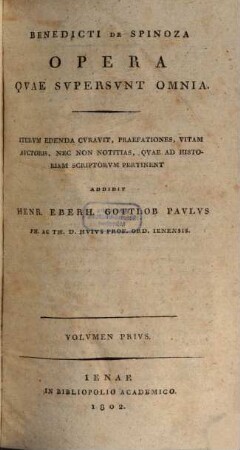 BENEDICTI DE SPINOZA
OPERA
QVAE SVPERSVNT OMNIA.
ITERVM EDENDA CVRAVIT, PRAEFATIONES, VITAM
AVCTORIS, NEC NON NOTITIAS, QVAE AD HISTO-
RIAM SCRIPTORVM PERTINENT
ADDIDIT
HENR. EBERH. GOTTLOB PAVLVS
PH. AC TH. D. HVIVS PROF. ORD. IENENSIS.
VOLVMEN PRIVS.
IENAE
IN BIBLIOPOLIO ACADEMICO.
1802.